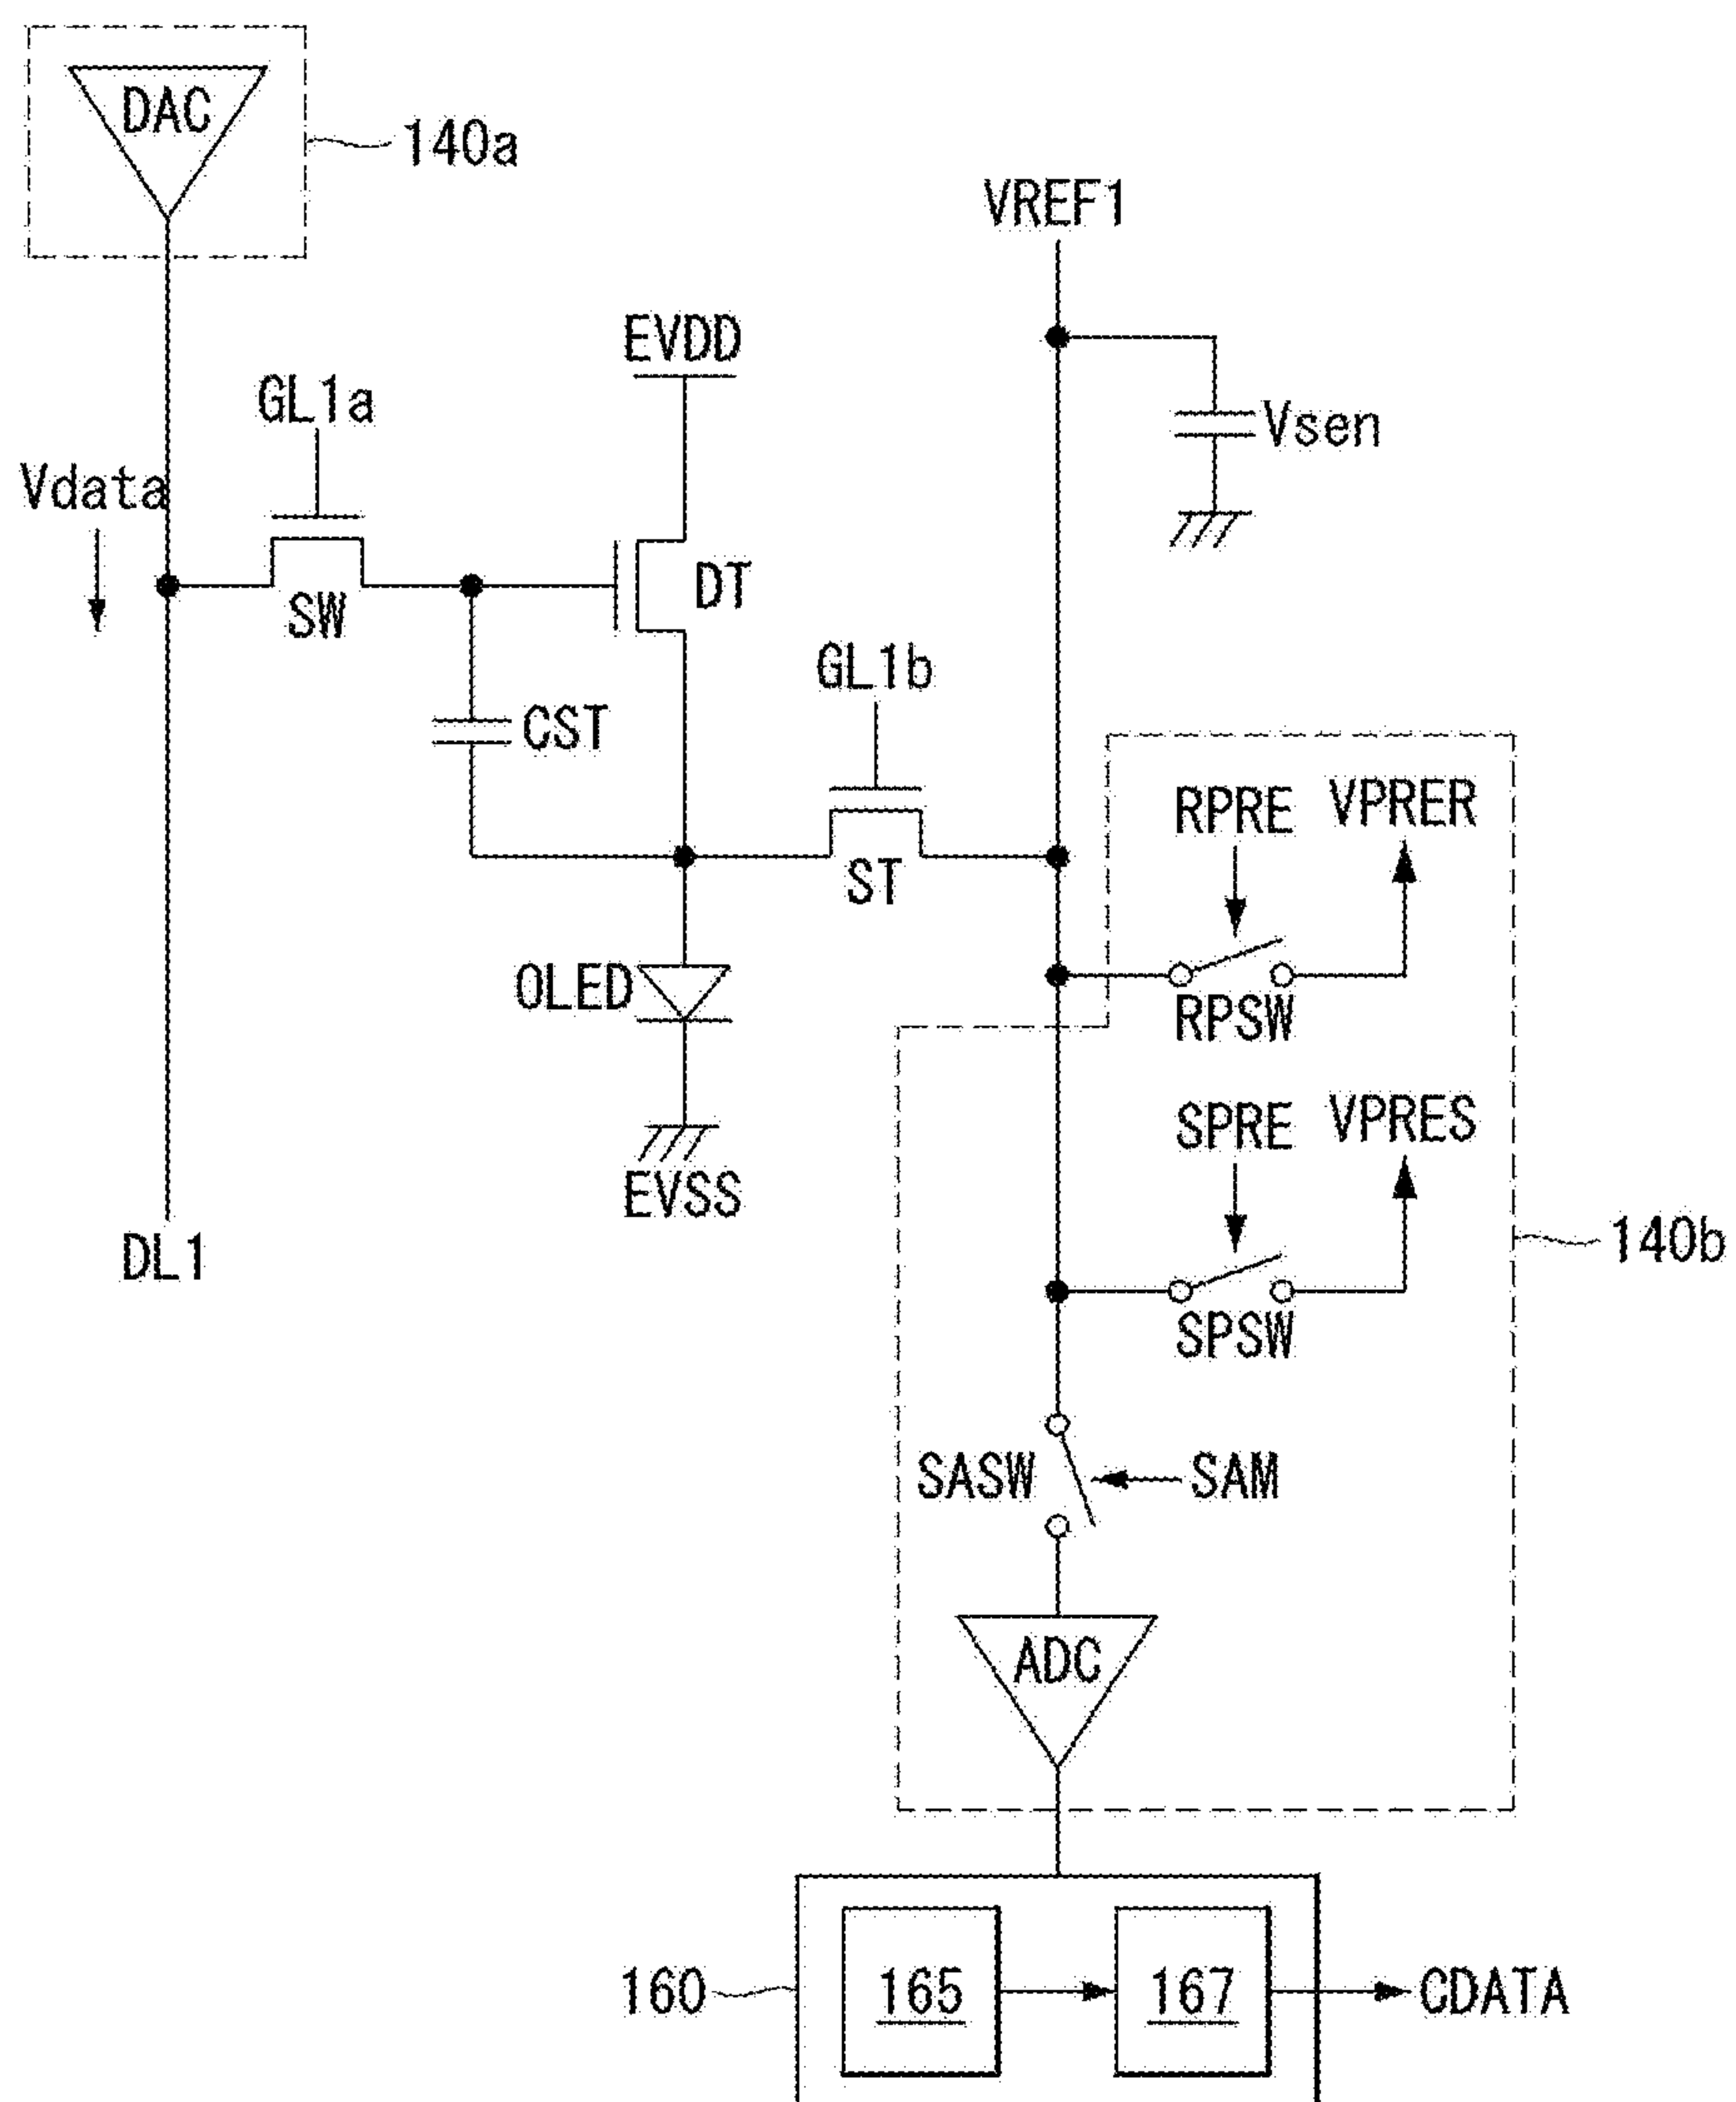 DAC
140a
VREF1
EVDD
GL1a
Vsen
Vdata
DT
SW
GL1b
CST
RPRE
VPRER
ST
OLED
RPSW
SPRE
VPRES
EVSS
DL1
140b
SPSW
SASW
SAM
ADC
160
165
167
CDATA